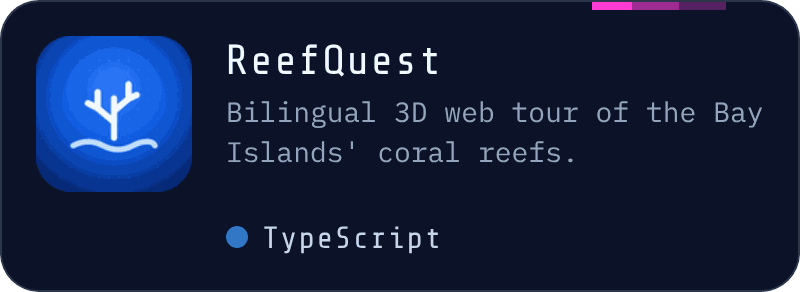 ReefQuest
Bilingual 3D web tour of the Bay
Islands' coral reefs.
TypeScript